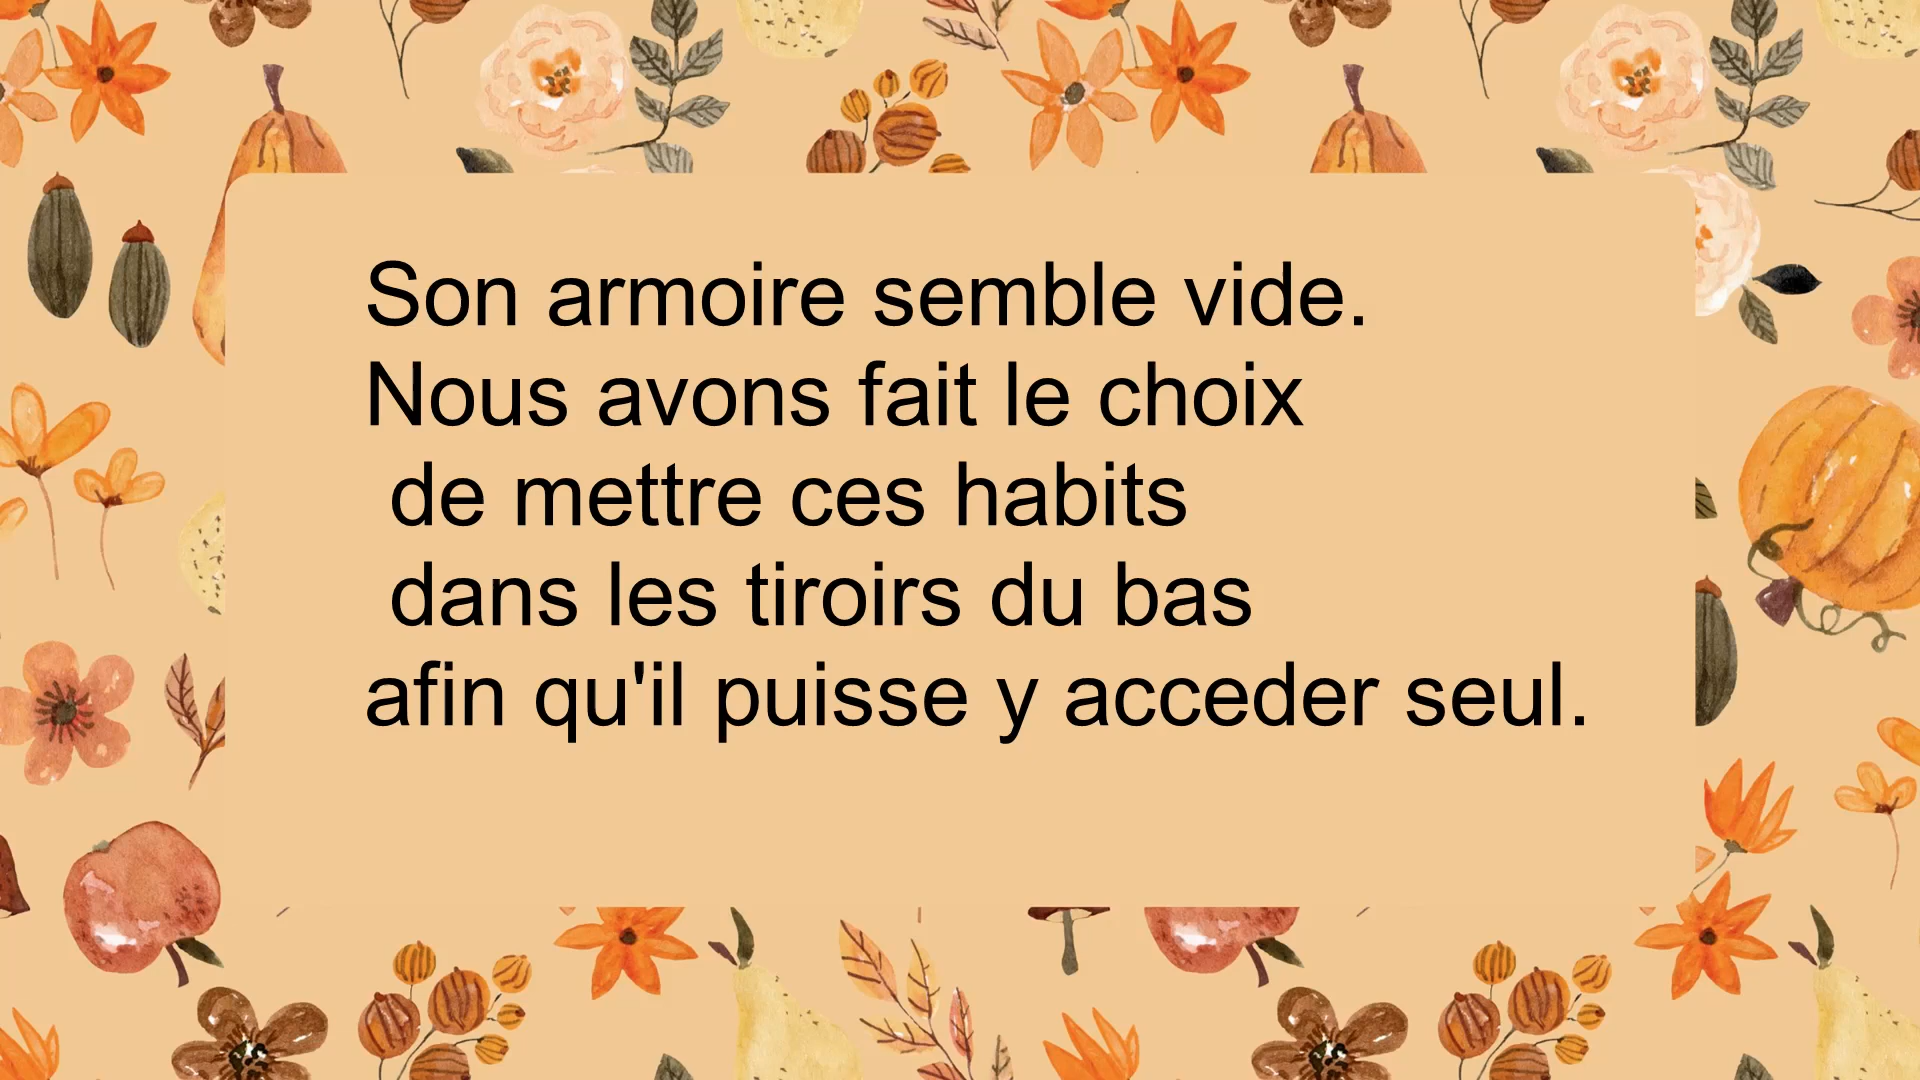 Son armoire semble vide.
Nous avons fait le choix
de mettre ces habits
dans les tiroirs du bas
afin qu'il puisse y acceder seul.